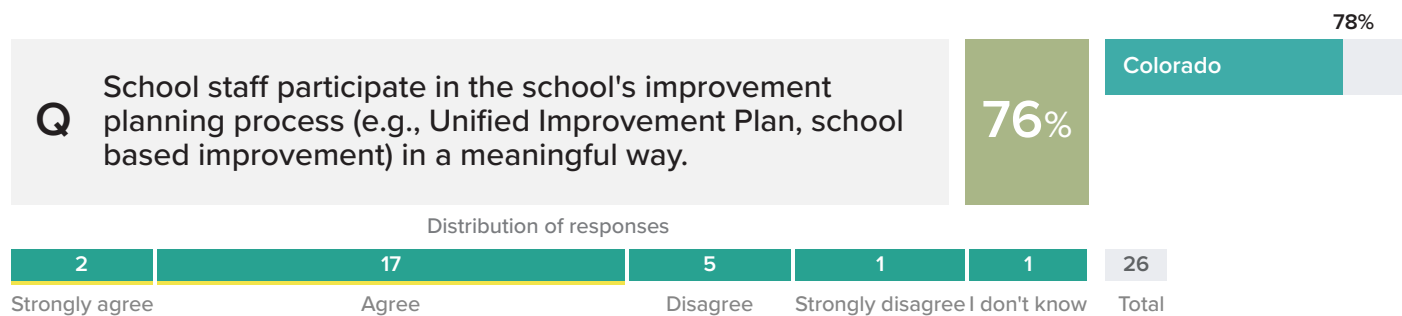 78%
Q
School staff participate in the school's improvement
planning process (e.g., Unified Improvement Plan, school
based improvement) in a meaningful way.
76%
Colorado
Distribution of responses
2 17 5 1 1 26
Strongly agree Agree Disagree Strongly disagree I don't know Total